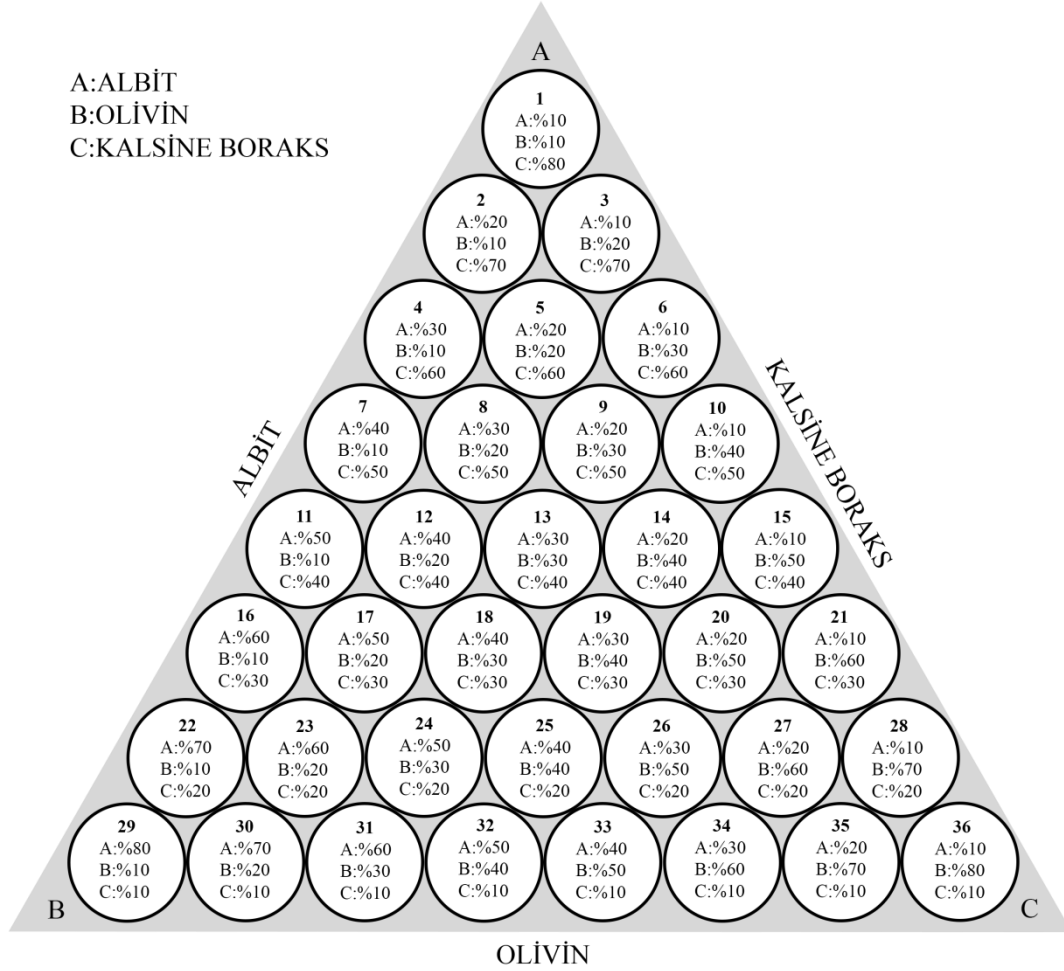 A
A:ALBİT
B:OLİVİN
C:KALSİNE BORAKS
1
A:%10
B:%10
C:%80
2
A:%20
B:%10
C:%70
3
A:%10
B:%20
C:%70
4
A:%30
B:%10
C:%60
5
A:%20
B:%20
C:%60
6
A:%10
B:%30
C:%60
7
A:%40
B:%10
C:%50
8
A:%30
B:%20
C:%50
9
A:%20
B:%30
C:%50
10
A:%10
B:%40
C:%50
ALBİT
KALSİNE BORAKS
11
A:%50
B:%10
C:%40
12
A:%40
B:%20
C:%40
13
A:%30
B:%30
C:%40
14
A:%20
B:%40
C:%40
15
A:%10
B:%50
C:%40
16
A:%60
B:%10
C:%30
17
A:%50
B:%20
C:%30
18
A:%40
B:%30
C:%30
19
A:%30
B:%40
C:%30
20
A:%20
B:%50
C:%30
21
A:%10
B:%60
C:%30
22
A:%70
B:%10
C:%20
23
A:%60
B:%20
C:%20
24
A:%50
B:%30
C:%20
25
A:%40
B:%40
C:%20
26
A:%30
B:%50
C:%20
27
A:%20
B:%60
C:%20
28
A:%10
B:%70
C:%20
29
A:%80
B:%10
C:%10
30
A:%70
B:%20
C:%10
31
A:%60
B:%30
C:%10
32
A:%50
B:%40
C:%10
33
A:%40
B:%50
C:%10
34
A:%30
B:%60
C:%10
35
A:%20
B:%70
C:%10
36
A:%10
B:%80
C:%10
B
C
OLİVİN